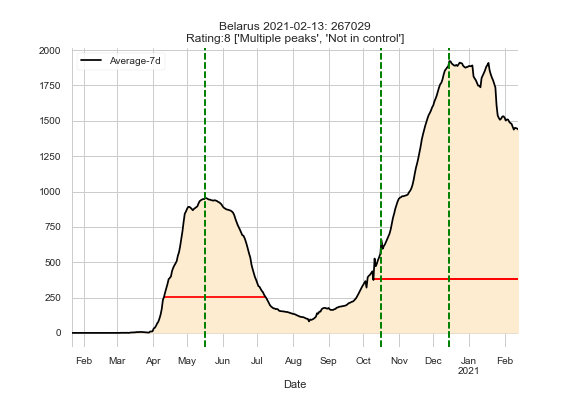 Belarus 2021-02-13: 267029
Rating:8 ['Multiple peaks', 'Not in control']
Average-7d
2000
1750
1500
1250
1000
750
500
250
0
Feb Mar Apr May Jun Jul Aug Sep Oct Nov Dec Jan Feb
2021
Date